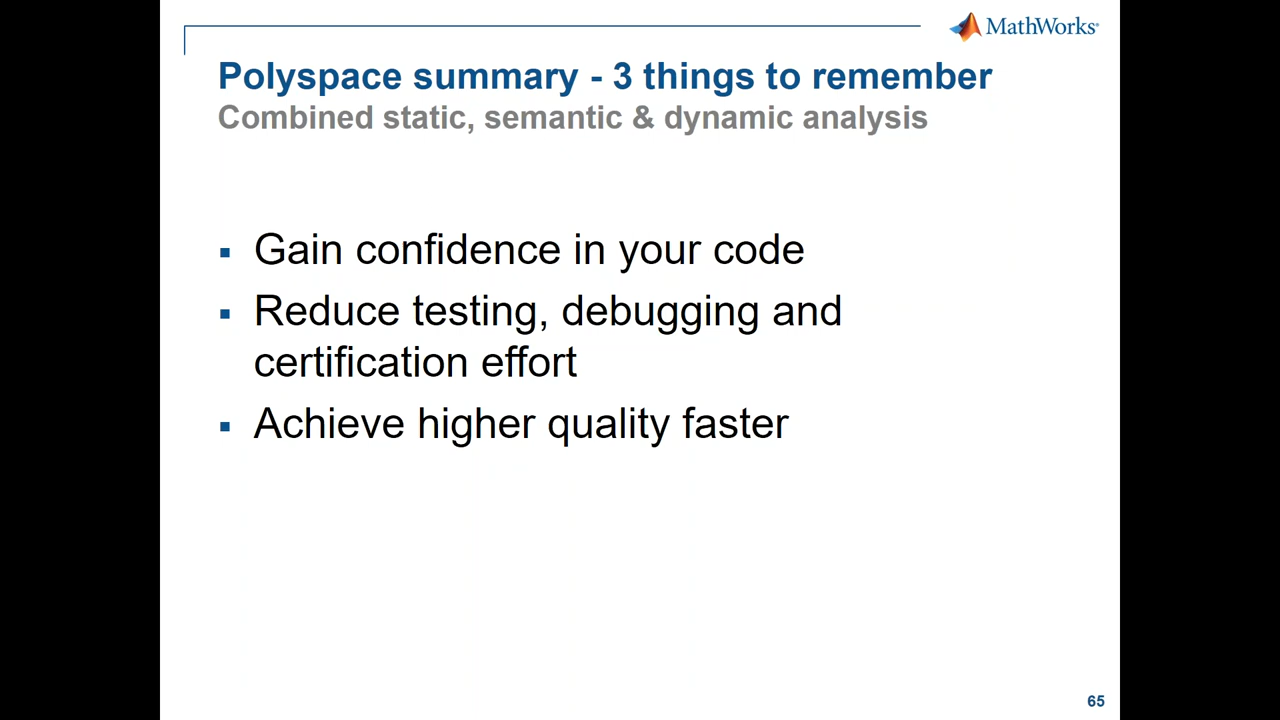 MathWorks®
Polyspace summary - 3 things to remember
Combined static, semantic & dynamic analysis
▪ Gain confidence in your code
▪ Reduce testing, debugging and
certification effort
▪ Achieve higher quality faster
65